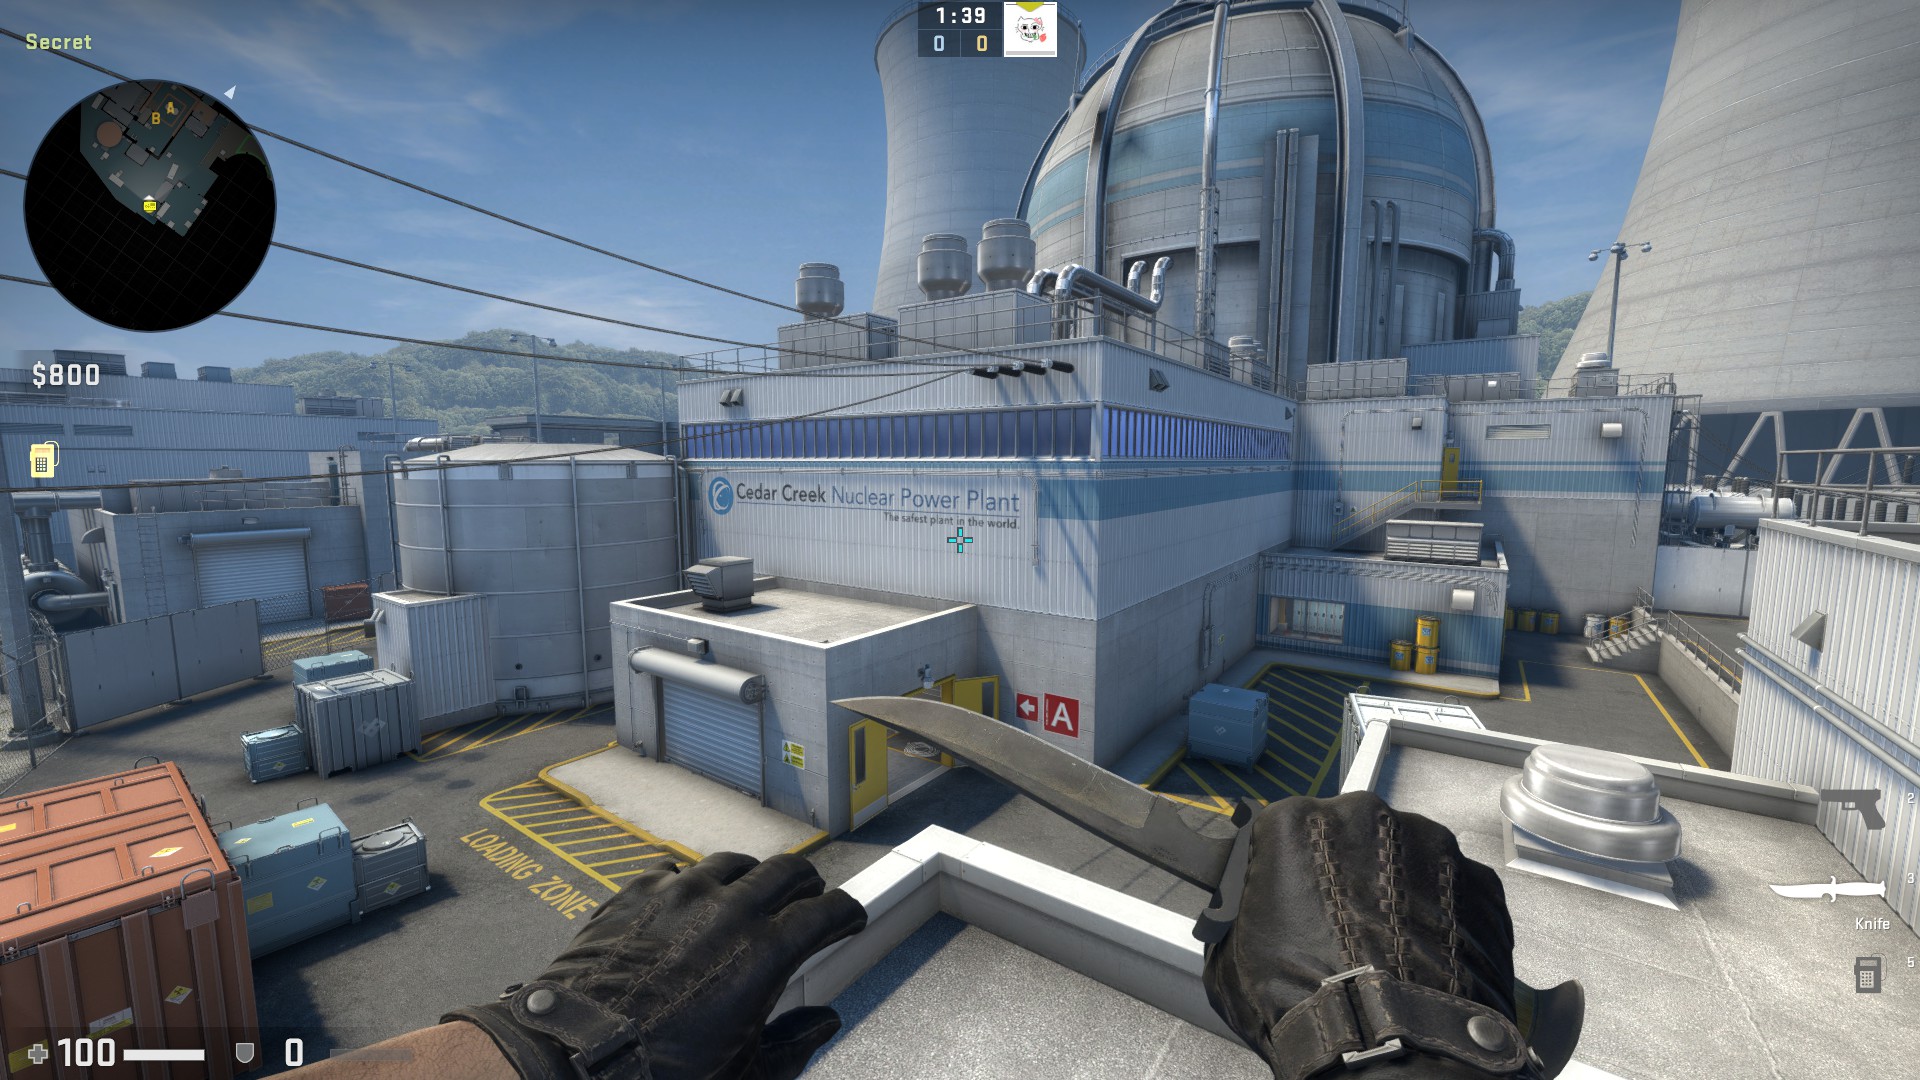 1:39
0 0
Secret
A
B
$800
Cedar Creek Nuclear Power Plant
The safest plant in the world.
A
LOADING ZONE
2
3
Knife
5
100
0